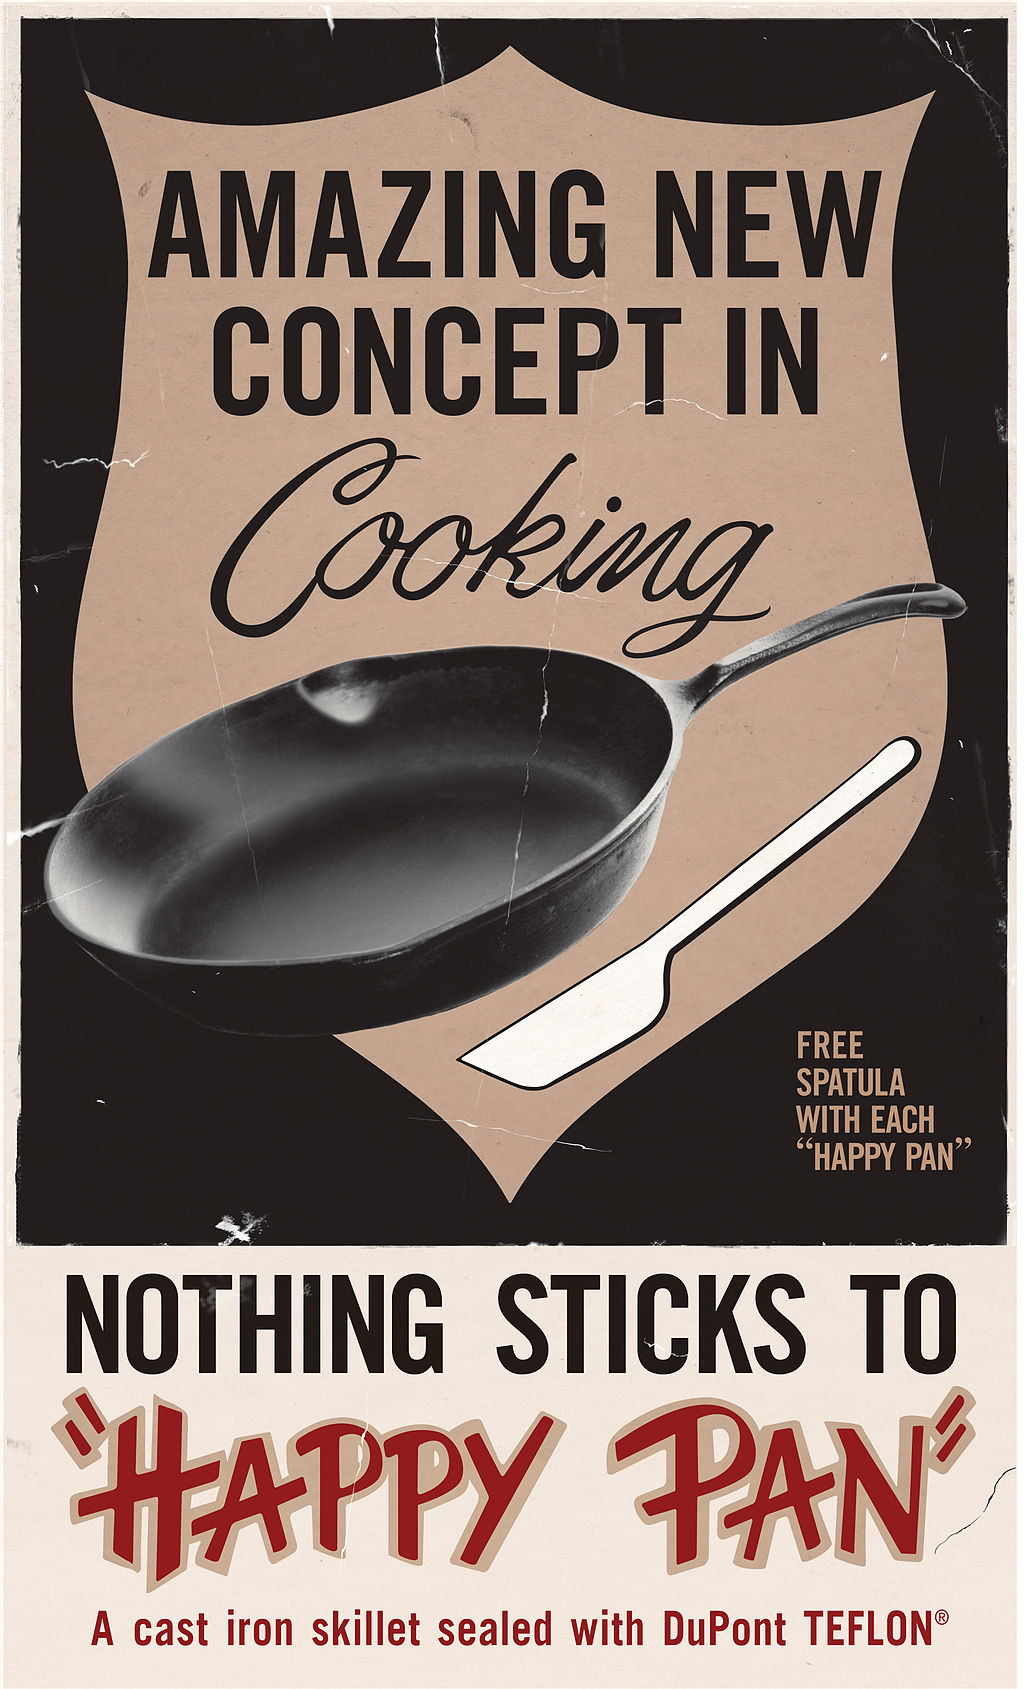 AMAZING NEW
CONCEPT IN
Cooking
FREE
SPATULA
WITH EACH
“HAPPY PAN”
NOTHING STICKS TO
"HAPPY PAN"
A cast iron skillet sealed with DuPont TEFLON®